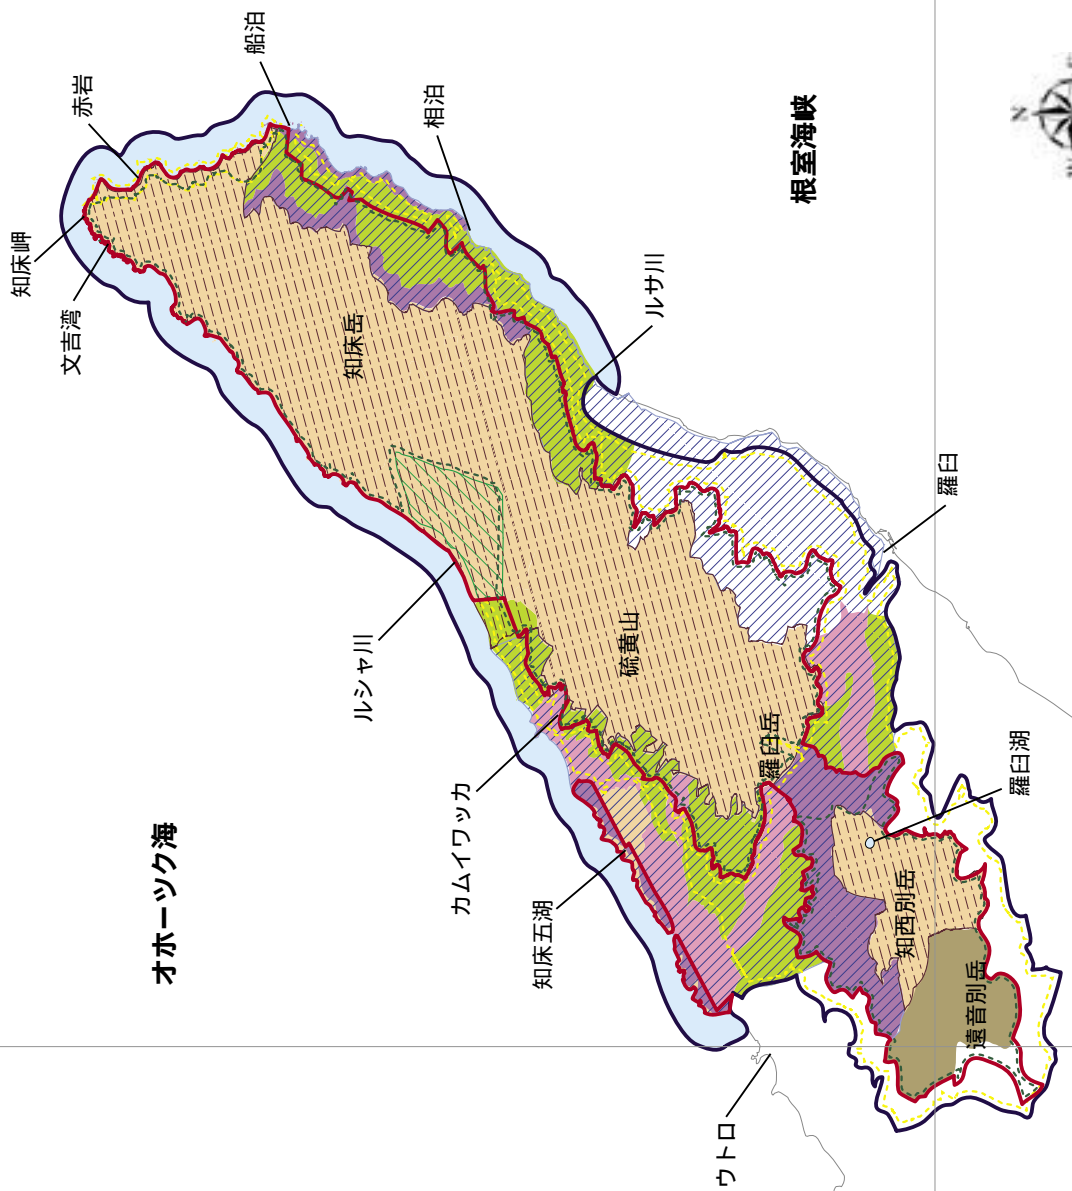 船泊
赤岩
相泊
根室海峡
知床岬
文吉湾
ルサ川
知床岳
羅臼
ルシャ川
硫黄山
羅臼岳
羅臼湖
カムイワッカ
オホーツク海
知西別岳
知床五湖
遠音別岳
ウトロ
N